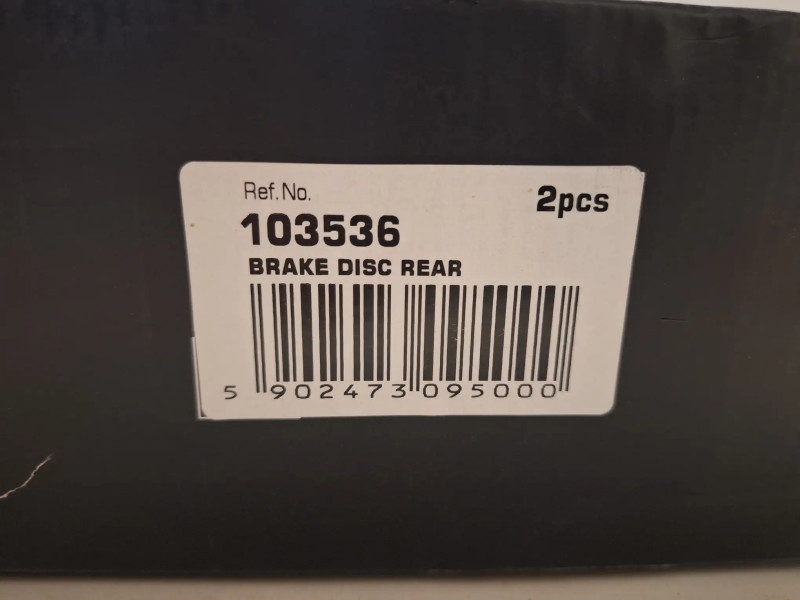 Ref. No.
2pcs
103536
BRAKE DISC REAR
5 902473 095000